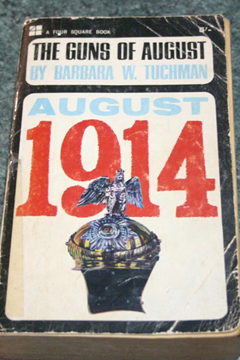 A FOUR SQUARE BOOK
THE GUNS OF AUGUST
BY BARBARA W. TUCHMAN
AUGUST
1914